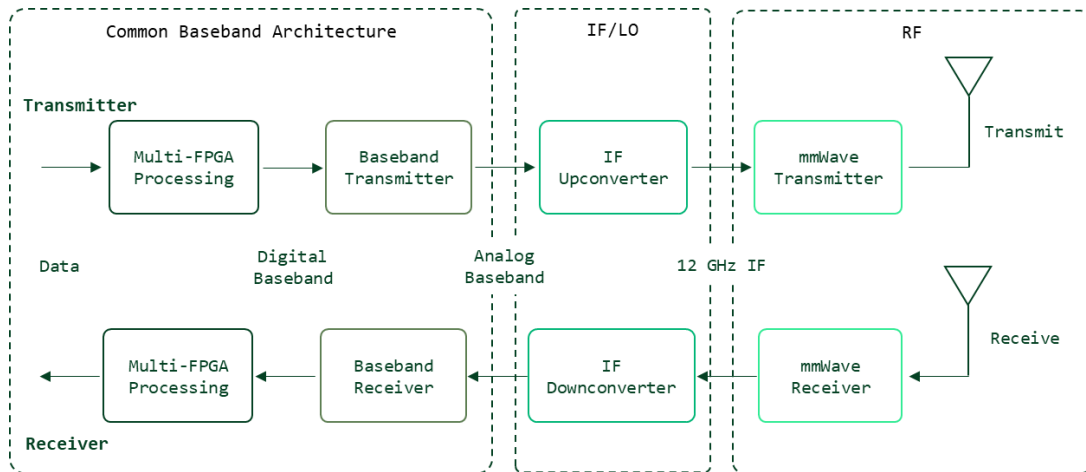 Common Baseband Architecture
IF/LO
RF
Transmitter
Multi-FPGA
Processing
Baseband
Transmitter
IF
Upconverter
mmWave
Transmitter
Transmit
Data
Digital
Baseband
Analog
Baseband
12 GHz IF
Multi-FPGA
Processing
Baseband
Receiver
IF
Downconverter
mmWave
Receiver
Receive
Receiver